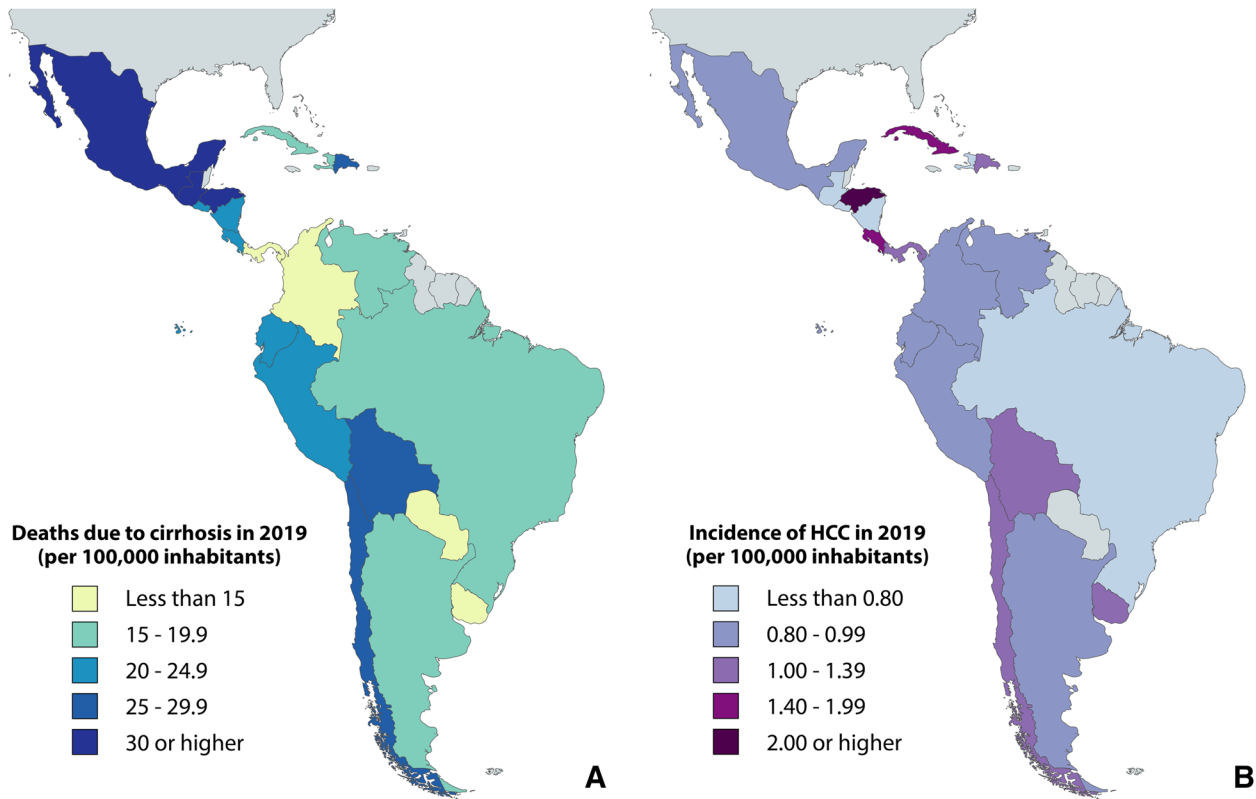 Deaths due to cirrhosis in 2019
(per 100,000 inhabitants)
Less than 15
15 - 19.9
20 - 24.9
25 - 29.9
30 or higher
A
Incidence of HCC in 2019
(per 100,000 inhabitants)
Less than 0.80
0.80 - 0.99
1.00 - 1.39
1.40 - 1.99
2.00 or higher
B